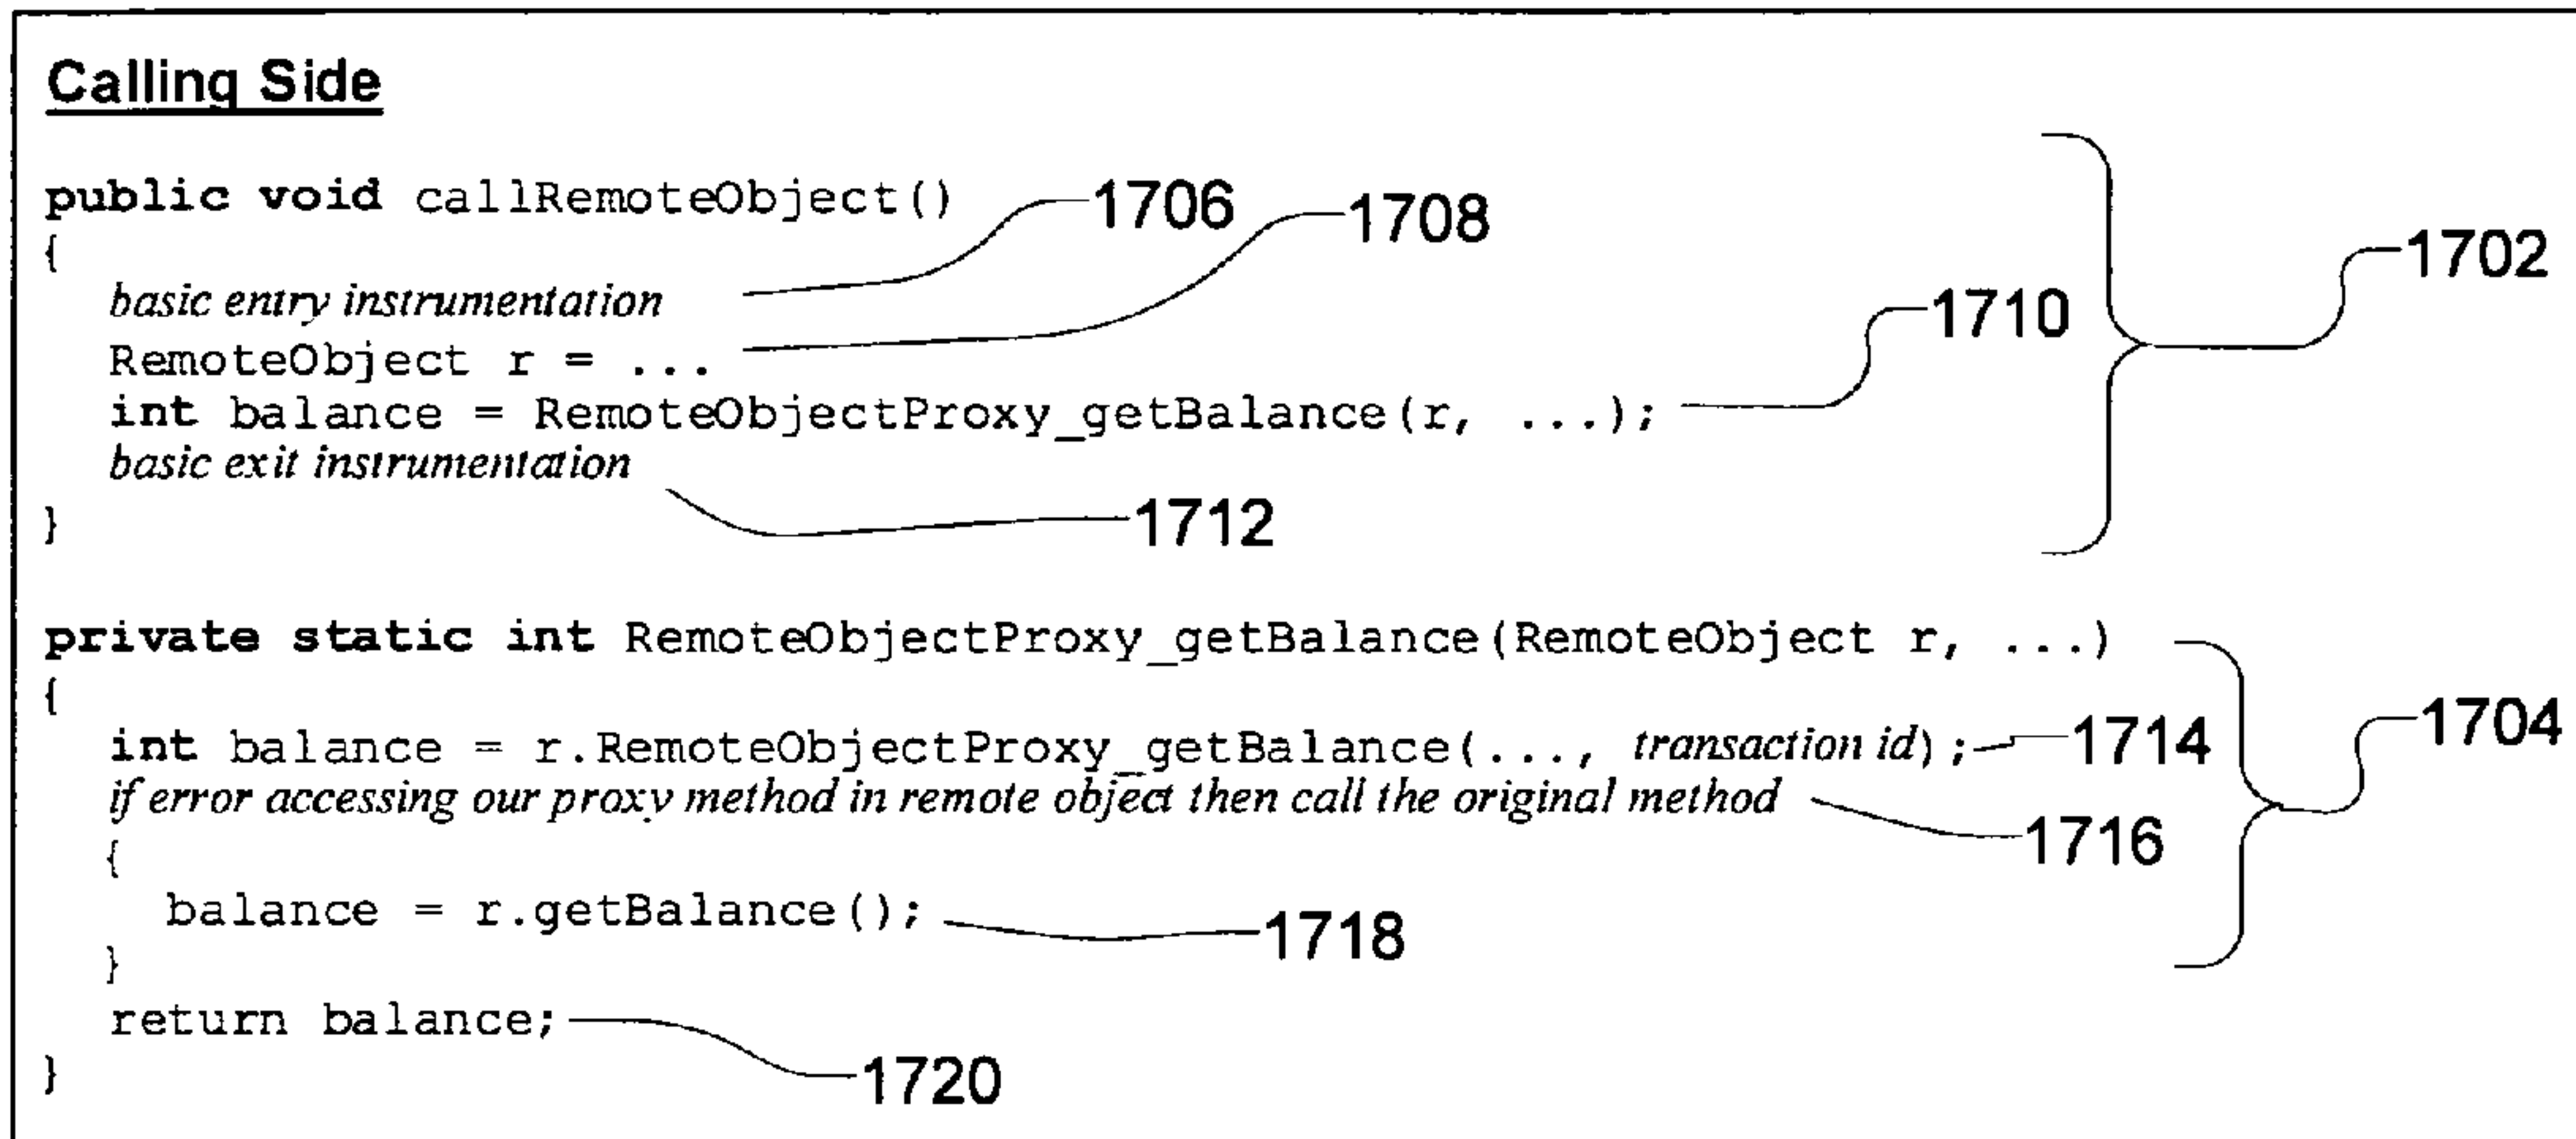 Calling Side
public void callRemoteObject() 1706 1708
{ 1702
basic entry instrumentation 1710
RemoteObject r = ...
int balance = RemoteObjectProxy_getBalance(r, ...);
basic exit instrumentation
} 1712
private static int RemoteObjectProxy_getBalance(RemoteObject r, ...)
{
int balance = r.RemoteObjectProxy_getBalance(..., transaction id); 1714 1704
if error accessing our proxy method in remote object then call the original method
{ 1716
balance = r.getBalance(); 1718
}
return balance;
} 1720